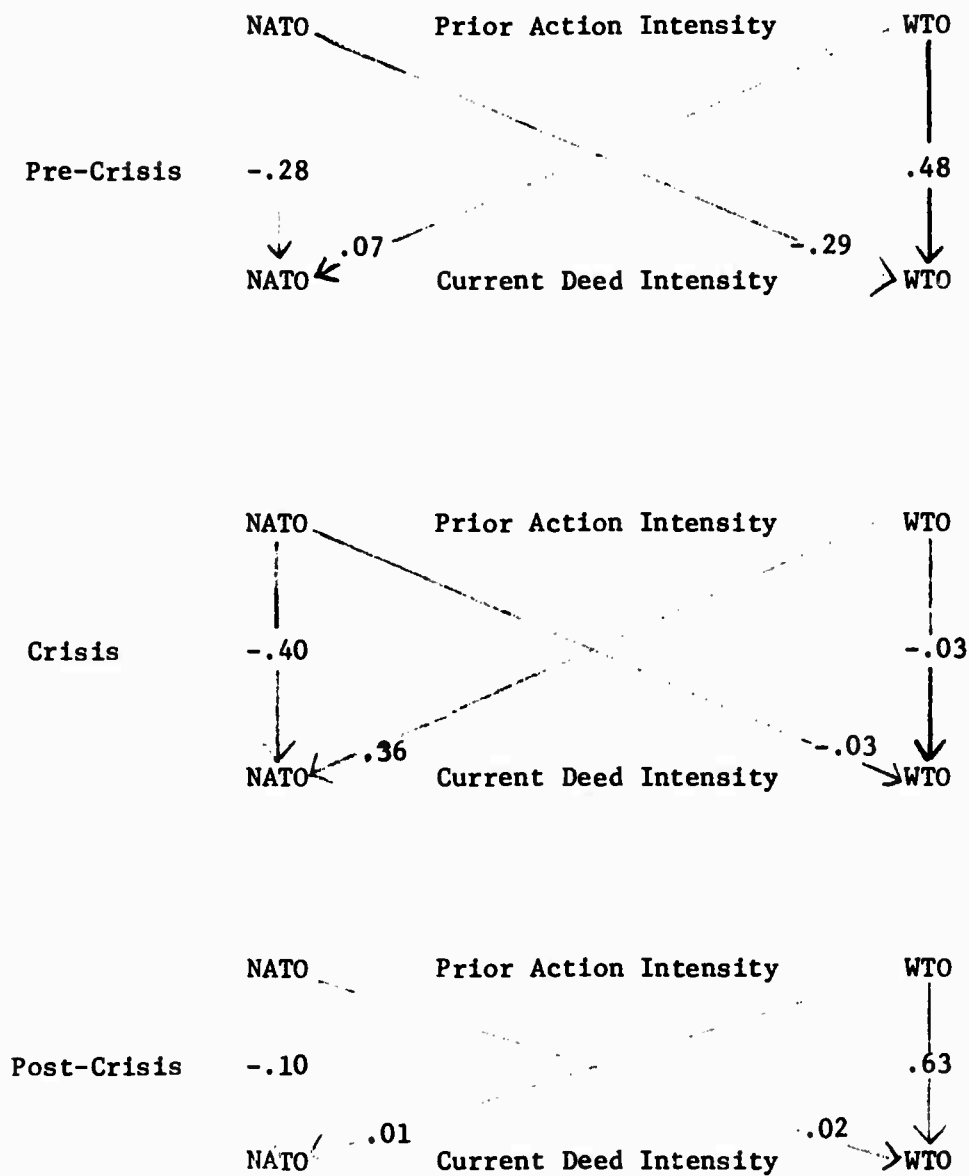 NATO Prior Action Intensity WTO
Pre-Crisis -.28 .48
.07 -.29
NATO Current Deed Intensity WTO
NATO Prior Action Intensity WTO
Crisis -.40 -.03
.36 -.03
NATO Current Deed Intensity WTO
NATO Prior Action Intensity WTO
Post-Crisis -.10 .63
.01 .02
NATO Current Deed Intensity WTO